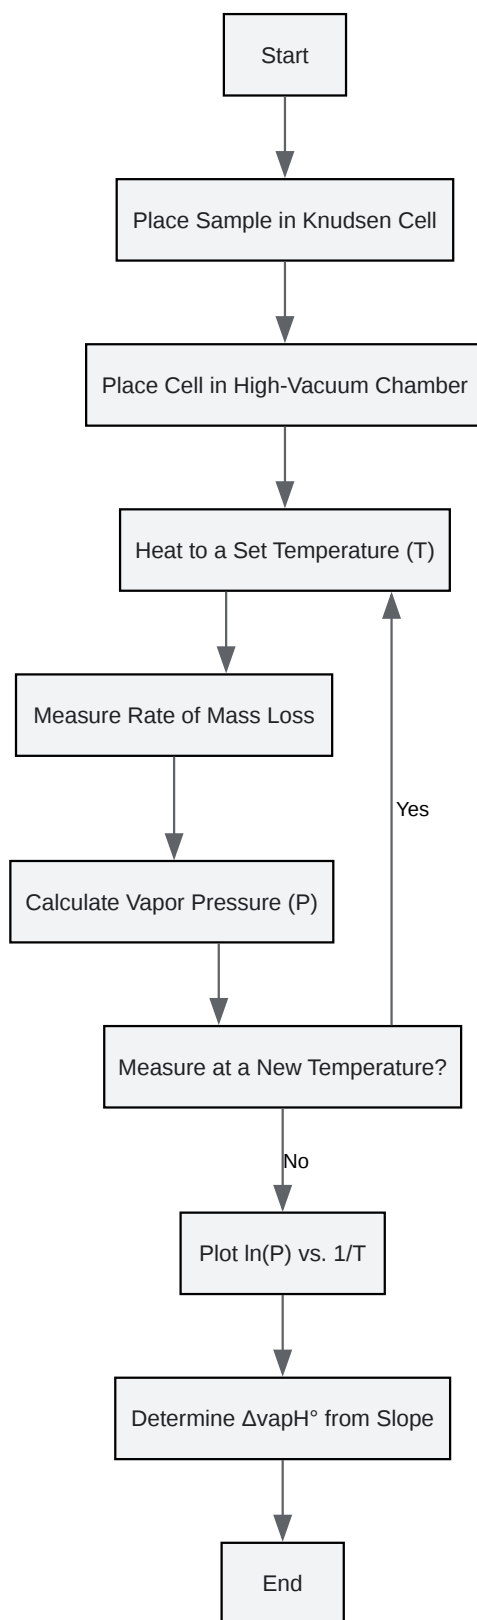 Start
Place Sample in Knudsen Cell
Place Cell in High-Vacuum Chamber
Heat to a Set Temperature (T)
Measure Rate of Mass Loss
Yes
Calculate Vapor Pressure (P)
Measure at a New Temperature?
No
Plot ln(P) vs. 1/T
Determine ΔvapH° from Slope
End